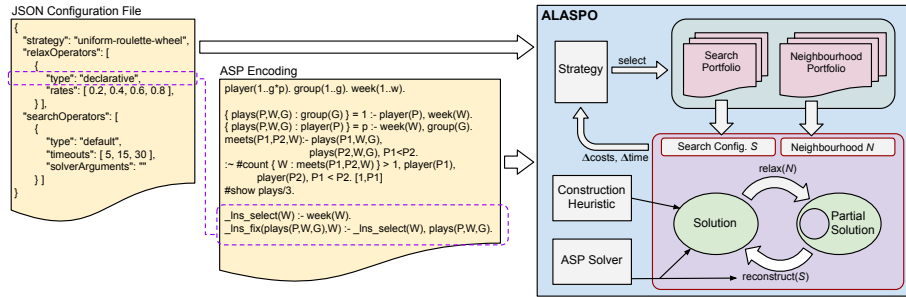 JSON Configuration File
{
"strategy": "uniform-roulette-wheel",
"relaxOperators": [
{
"type": "declarative",
"rates": [ 0.2, 0.4, 0.6, 0.8 ],
} ],
"searchOperators": [
{
"type": "default",
"timeouts": [ 5, 15, 30 ],
"solverArguments": ""
} ]
}
ASP Encoding
player(1..g*p). group(1..g). week(1..w).
{ plays(P,W,G) : group(G) } = 1 :- player(P), week(W).
{ plays(P,W,G) : player(P) } = p :- week(W), group(G).
meets(P1,P2,W):- plays(P1,W,G),
plays(P2,W,G), P1<P2.
:~ #count { W : meets(P1,P2,W) } > 1, player(P1),
player(P2), P1 < P2. [1,P1]
#show plays/3.
_lns_select(W) :- week(W).
_lns_fix(plays(P,W,G),W) :- _lns_select(W), plays(P,W,G).
ALASPO
Strategy
select
Search
Portfolio
Neighbourhood
Portfolio
Δcosts, Δtime
Search Config. S
Neighbourhood N
relax(N)
Construction
Heuristic
Solution
Partial
Solution
ASP Solver
reconstruct(S)